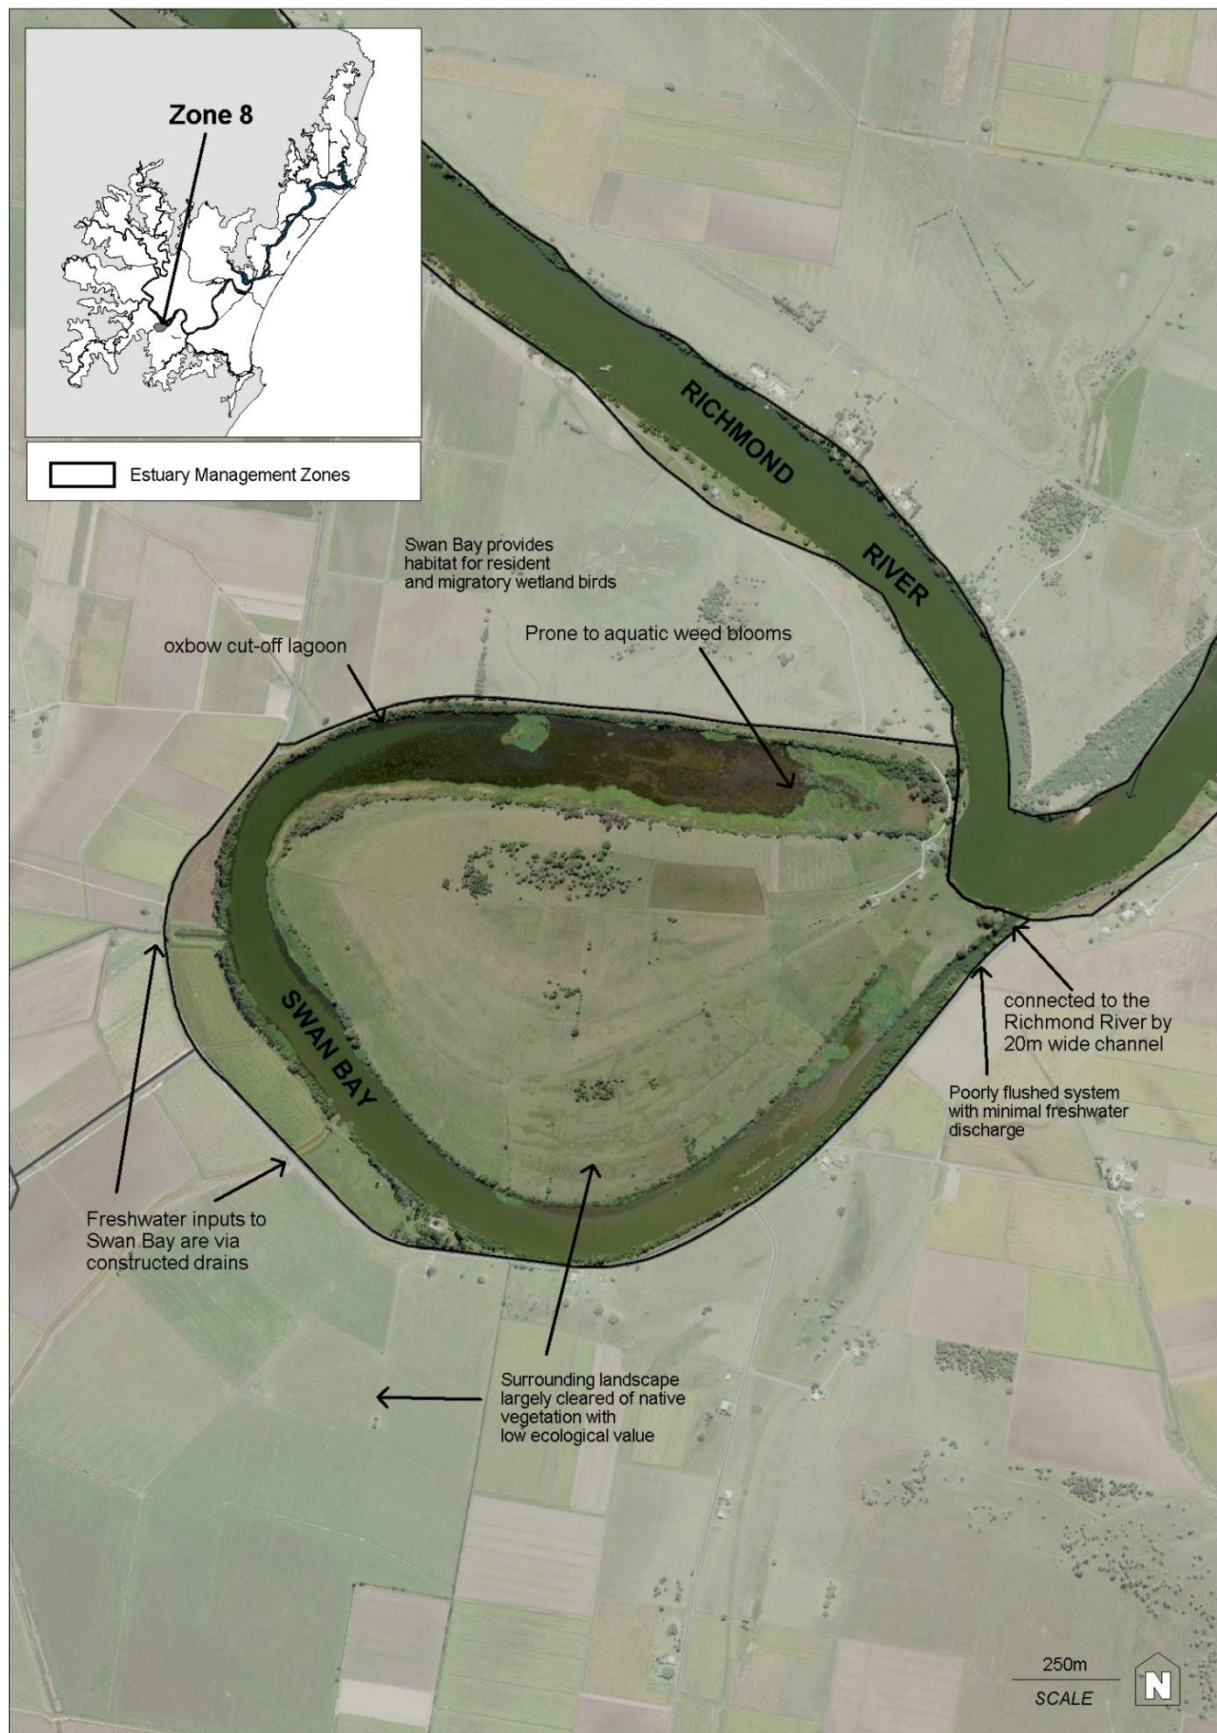 Zone 8
Estuary Management Zones
RICHMOND
RIVER
Swan Bay provides
habitat for resident
and migratory wetland birds
Prone to aquatic weed blooms
oxbow cut-off lagoon
SWAN BAY
connected to the
Richmond River by
20m wide channel
Poorly flushed system
with minimal freshwater
discharge
Freshwater inputs to
Swan Bay are via
constructed drains
Surrounding landscape
largely cleared of native
vegetation with
low ecological value
250m
SCALE
N